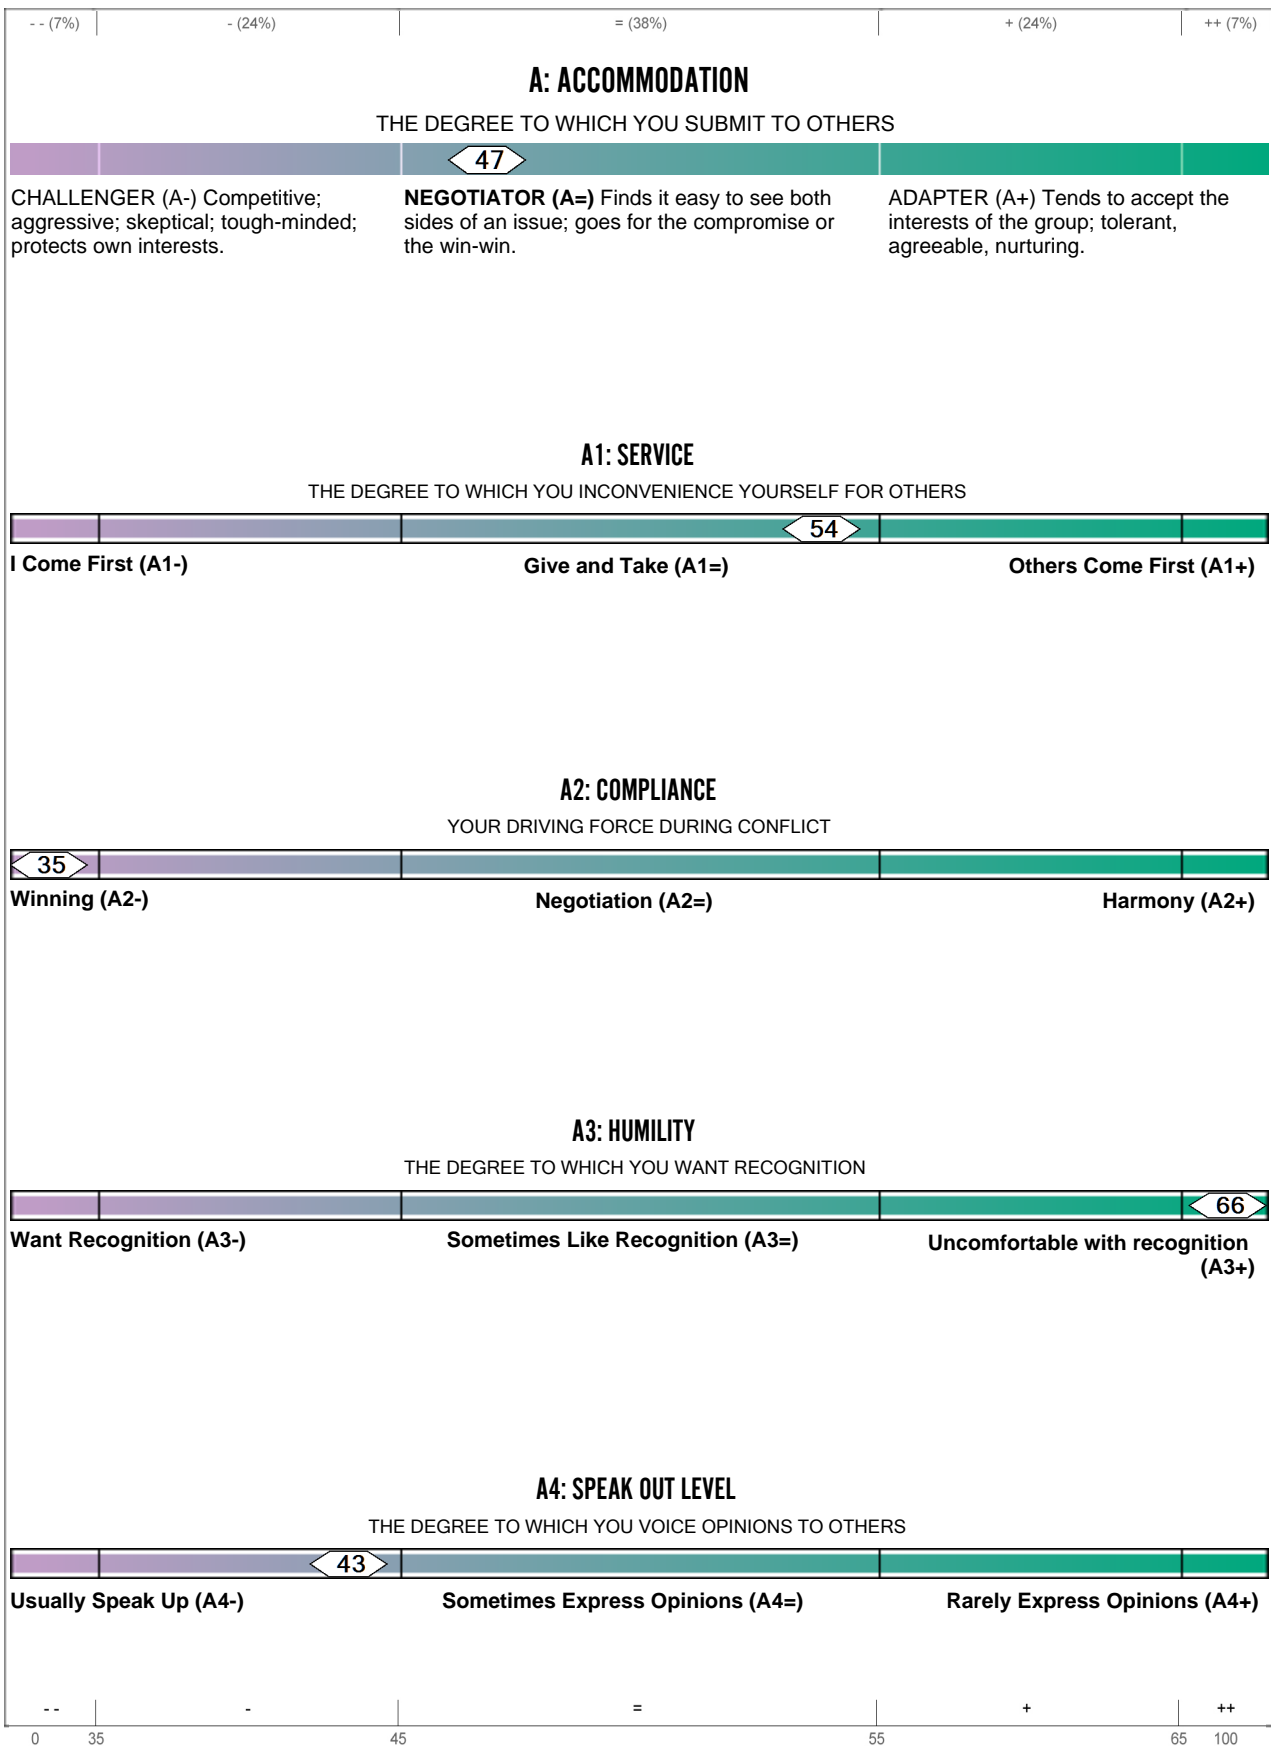 - - (7%) - (24%) = (38%) + (24%) ++ (7%)
A: ACCOMMODATION
THE DEGREE TO WHICH YOU SUBMIT TO OTHERS
47
CHALLENGER (A-) Competitive;
aggressive; skeptical; tough-minded;
protects own interests.
NEGOTIATOR (A=) Finds it easy to see both
sides of an issue; goes for the compromise or
the win-win.
ADAPTER (A+) Tends to accept the
interests of the group; tolerant,
agreeable, nurturing.
A1: SERVICE
THE DEGREE TO WHICH YOU INCONVENIENCE YOURSELF FOR OTHERS
54
I Come First (A1-) Give and Take (A1=) Others Come First (A1+)
A2: COMPLIANCE
YOUR DRIVING FORCE DURING CONFLICT
35
Winning (A2-) Negotiation (A2=) Harmony (A2+)
A3: HUMILITY
THE DEGREE TO WHICH YOU WANT RECOGNITION
66
Want Recognition (A3-) Sometimes Like Recognition (A3=) Uncomfortable with recognition
(A3+)
A4: SPEAK OUT LEVEL
THE DEGREE TO WHICH YOU VOICE OPINIONS TO OTHERS
43
Usually Speak Up (A4-) Sometimes Express Opinions (A4=) Rarely Express Opinions (A4+)
- - - = + ++
0 35 45 55 65 100